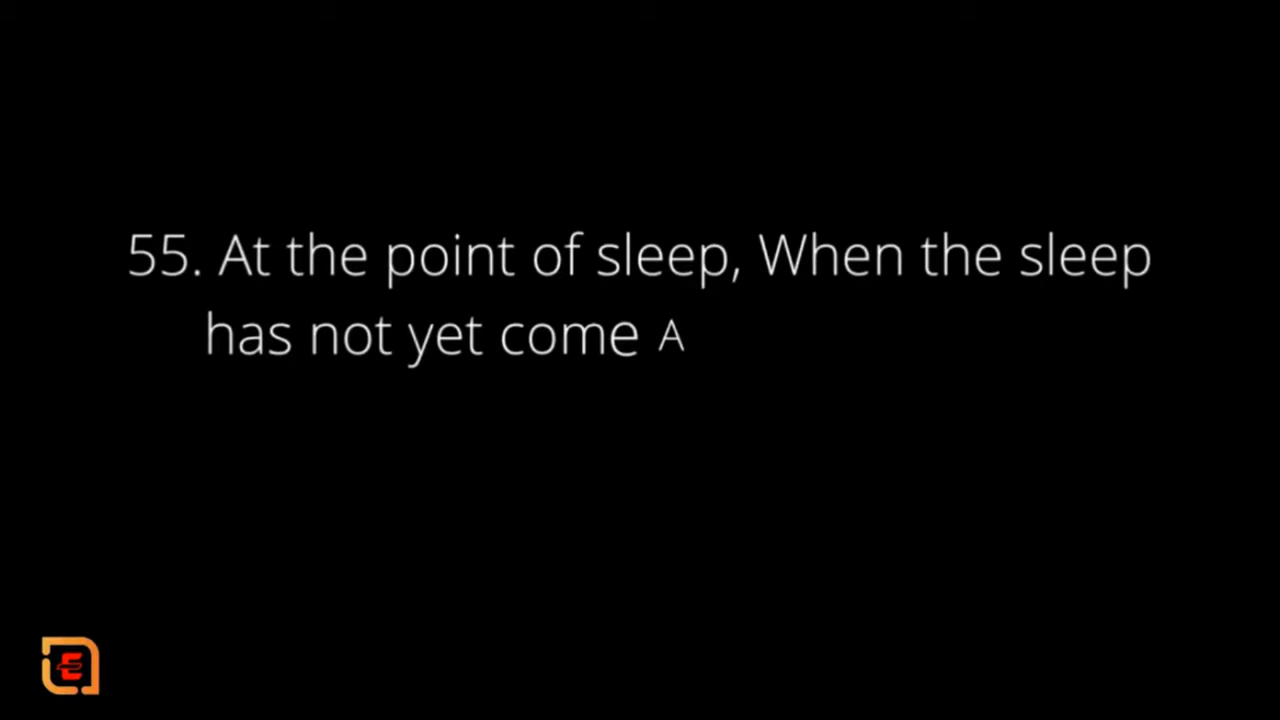 55. At the point of sleep, When the sleep
has not yet come A
E